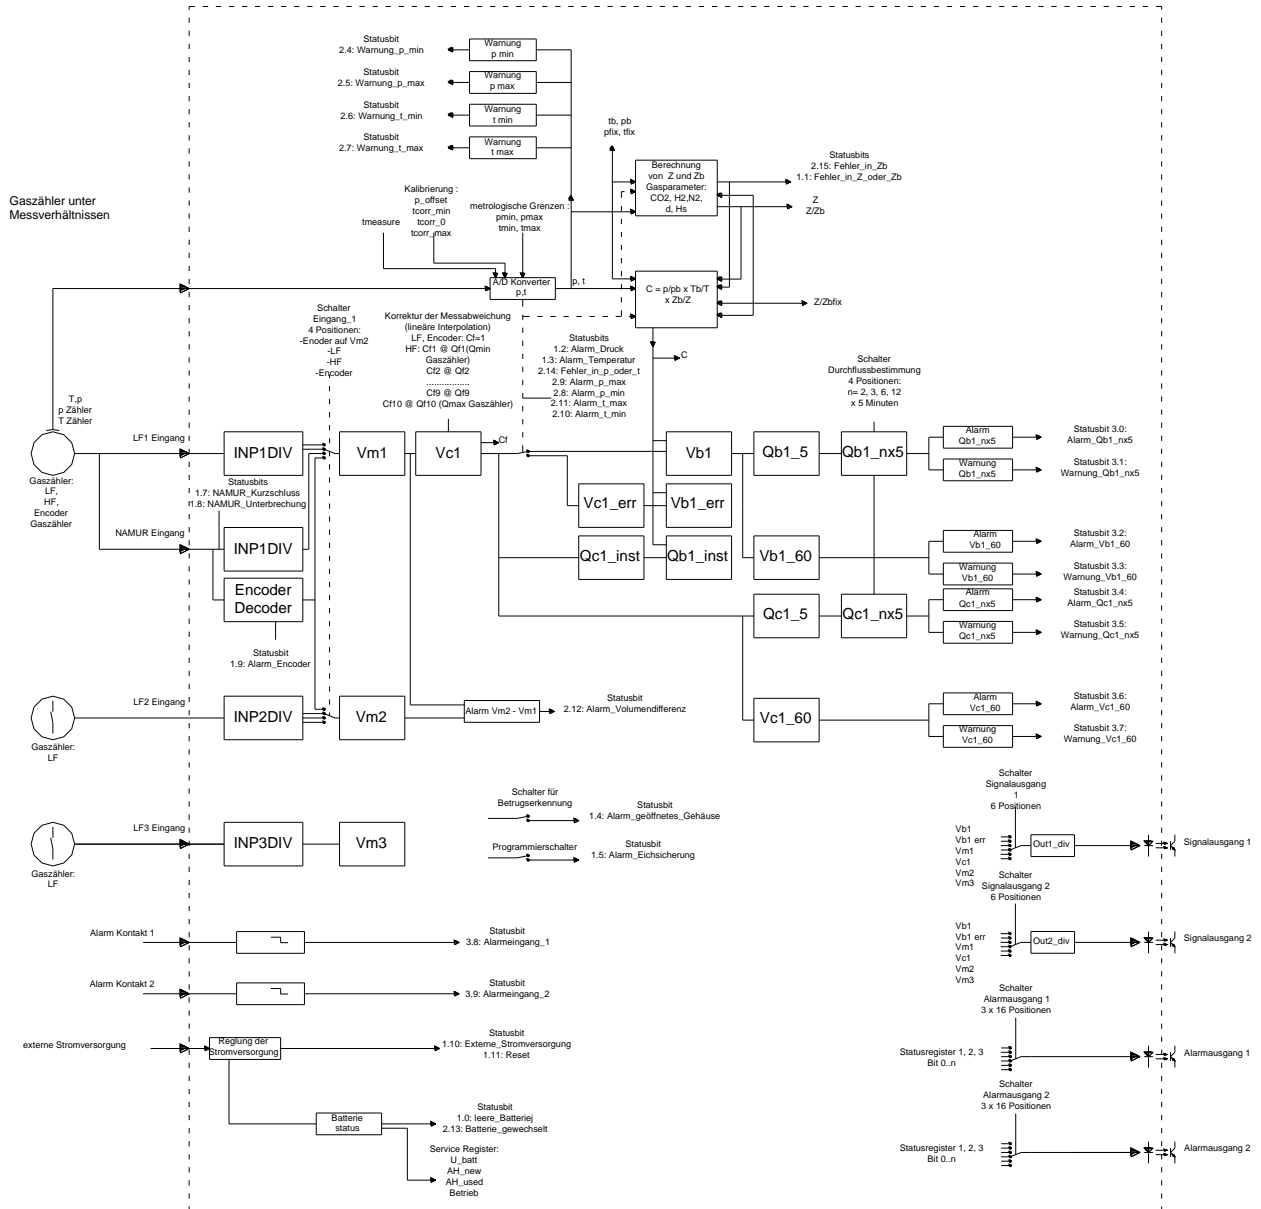 Statusbit
2.4: Warnung_p_min
Warnung
p min
Statusbit
2.5: Warnung_p_max
Warnung
p max
Statusbit
2.6: Warnung_t_min
Warnung
t min
Statusbit
2.7: Warnung_t_max
Warnung
t max
tb, pb
pfix, tfix
Berechnung
von Z und Zb
Gasparameter:
CO2, H2,N2,
d, Hs
Statusbits
2.15: Fehler_in_Zb
1.1: Fehler_in_Z_oder_Zb
Z
Z/Zb
Gaszähler unter
Messverhältnissen
Kalibrierung :
p_offset
tcorr_min
tcorr_0
tcorr_max
tmeasure
metrologische Grenzen :
pmin, pmax
tmin, tmax
A/D Konverter
p,t
p, t
C = p/pb x Tb/T
x Zb/Z
Z/Zbfix
C
Schalter
Eingang_1
4 Positionen:
-Enoder auf Vm2
-LF
-HF
-Encoder
Korrektur der Messabweichung
(lineäre Interpolation)
LF, Encoder: Cf=1
HF: Cf1 @ Qf1(Qmin
Gaszähler)
Cf2 @ Qf2
.................
Cf9 @ Qf9
Cf10 @ Qf10 (Qmax Gaszähler)
Statusbits
1.2: Alarm_Druck
1.3: Alarm_Temperatur
2.14: Fehler_in_p_oder_t
2.9: Alarm_p_max
2.8: Alarm_p_min
2.11: Alarm_t_max
2.10: Alarm_t_min
Schalter
Durchflussbestimmung
4 Positionen:
n= 2, 3, 6, 12
x 5 Minuten
T,p
p Zähler
T Zähler
LF1 Eingang
Gaszähler:
LF,
HF,
Encoder
Gaszähler
INP1DIV
Vm1
Vc1
Cf
Vb1
Qb1_5
Qb1_nx5
Alarm
Qb1_nx5
Statusbit 3.0:
Alarm_Qb1_nx5
Warnung
Qb1_nx5
Statusbit 3.1:
Warnung_Qb1_nx5
Statusbits
1.7: NAMUR_Kurzschluss
1.8: NAMUR_Unterbrechung
Vc1_err
Vb1_err
NAMUR Eingang
INP1DIV
Qc1_inst
Qb1_inst
Vb1_60
Alarm
Vb1_60
Statusbit 3.2:
Alarm_Vb1_60
Warnung
Vb1_60
Statusbit 3.3:
Warnung_Vb1_60
Encoder
Decoder
Qc1_5
Qc1_nx5
Alarm
Qc1_nx5
Statusbit 3.4:
Alarm_Qc1_nx5
Warnung
Qc1_nx5
Statusbit 3.5:
Warnung_Qc1_nx5
Statusbit
1.9: Alarm_Encoder
LF2 Eingang
Gaszähler:
LF
INP2DIV
Vm2
Alarm Vm2 - Vm1
Statusbit
2.12: Alarm_Volumendifferenz
Vc1_60
Alarm
Vc1_60
Statusbit 3.6:
Alarm_Vc1_60
Warnung
Vc1_60
Statusbit 3.7:
Warnung_Vc1_60
LF3 Eingang
Gaszähler:
LF
INP3DIV
Vm3
Schalter für
Betrugserkennung
Statusbit
1.4: Alarm_geöffnetes_Gehäuse
Programmierschalter
Statusbit
1.5: Alarm_Eichsicherung
Schalter
Signalausgang
1
6 Positionen
Vb1
Vb1 err
Vm1
Vc1
Vm2
Vm3
Out1_div
Signalausgang 1
Schalter
Signalausgang 2
6 Positionen
Vb1
Vb1 err
Vm1
Vc1
Vm2
Vm3
Out2_div
Signalausgang 2
Alarm Kontakt 1
Statusbit
3.8: Alarmeingang_1
Alarm Kontakt 2
Statusbit
3.9: Alarmeingang_2
Schalter
Alarmausgang 1
3 x 16 Positionen
Statusregister 1, 2, 3
Bit 0..n
Alarmausgang 1
externe Stromversorgung
Reglung der
Stromversorgung
Statusbit
1.10: Externe_Stromversorgung
1.11: Reset
Schalter
Alarmausgang 2
3 x 16 Positionen
Statusregister 1, 2, 3
Bit 0..n
Alarmausgang 2
Batterie
status
Statusbit
1.0: leere_Batteriej
2.13: Batterie_gewechselt
Service Register:
U_batt
AH_new
AH_used
Betrieb